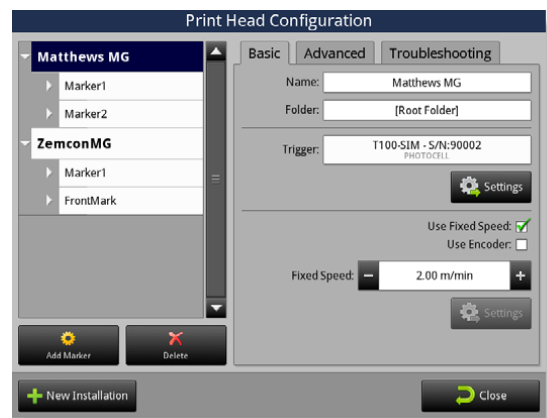 Print Head Configuration
Matthews MG
Marker1
Marker2
ZemconMG
Marker1
FrontMark
Add Marker
Delete
Basic
Advanced
Troubleshooting
Name: Matthews MG
Folder: [Root Folder]
Trigger: T100-SIM - S/N:90002
PHOTOCELL
Settings
Use Fixed Speed:
Use Encoder:
Fixed Speed: − 2.00 m/min +
Settings
New Installation
Close